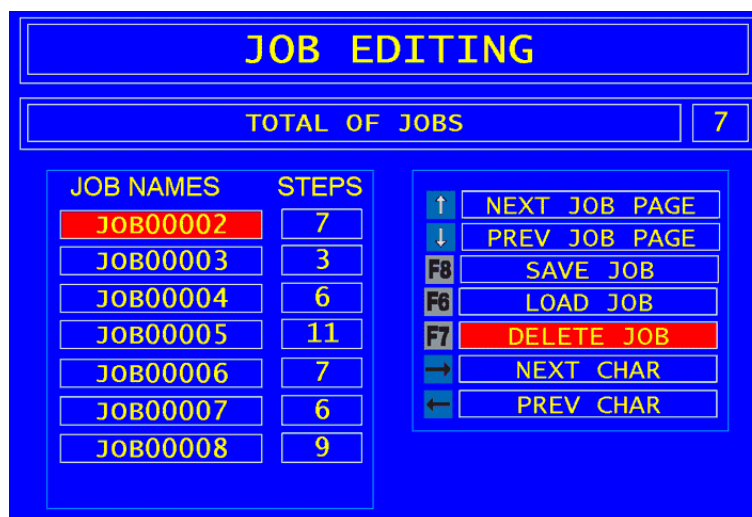 JOB EDITING
TOTAL OF JOBS 7
JOB NAMES STEPS
JOB00002 7
JOB00003 3
JOB00004 6
JOB00005 11
JOB00006 7
JOB00007 6
JOB00008 9
↑ NEXT JOB PAGE
↓ PREV JOB PAGE
F8 SAVE JOB
F6 LOAD JOB
F7 DELETE JOB
→ NEXT CHAR
← PREV CHAR